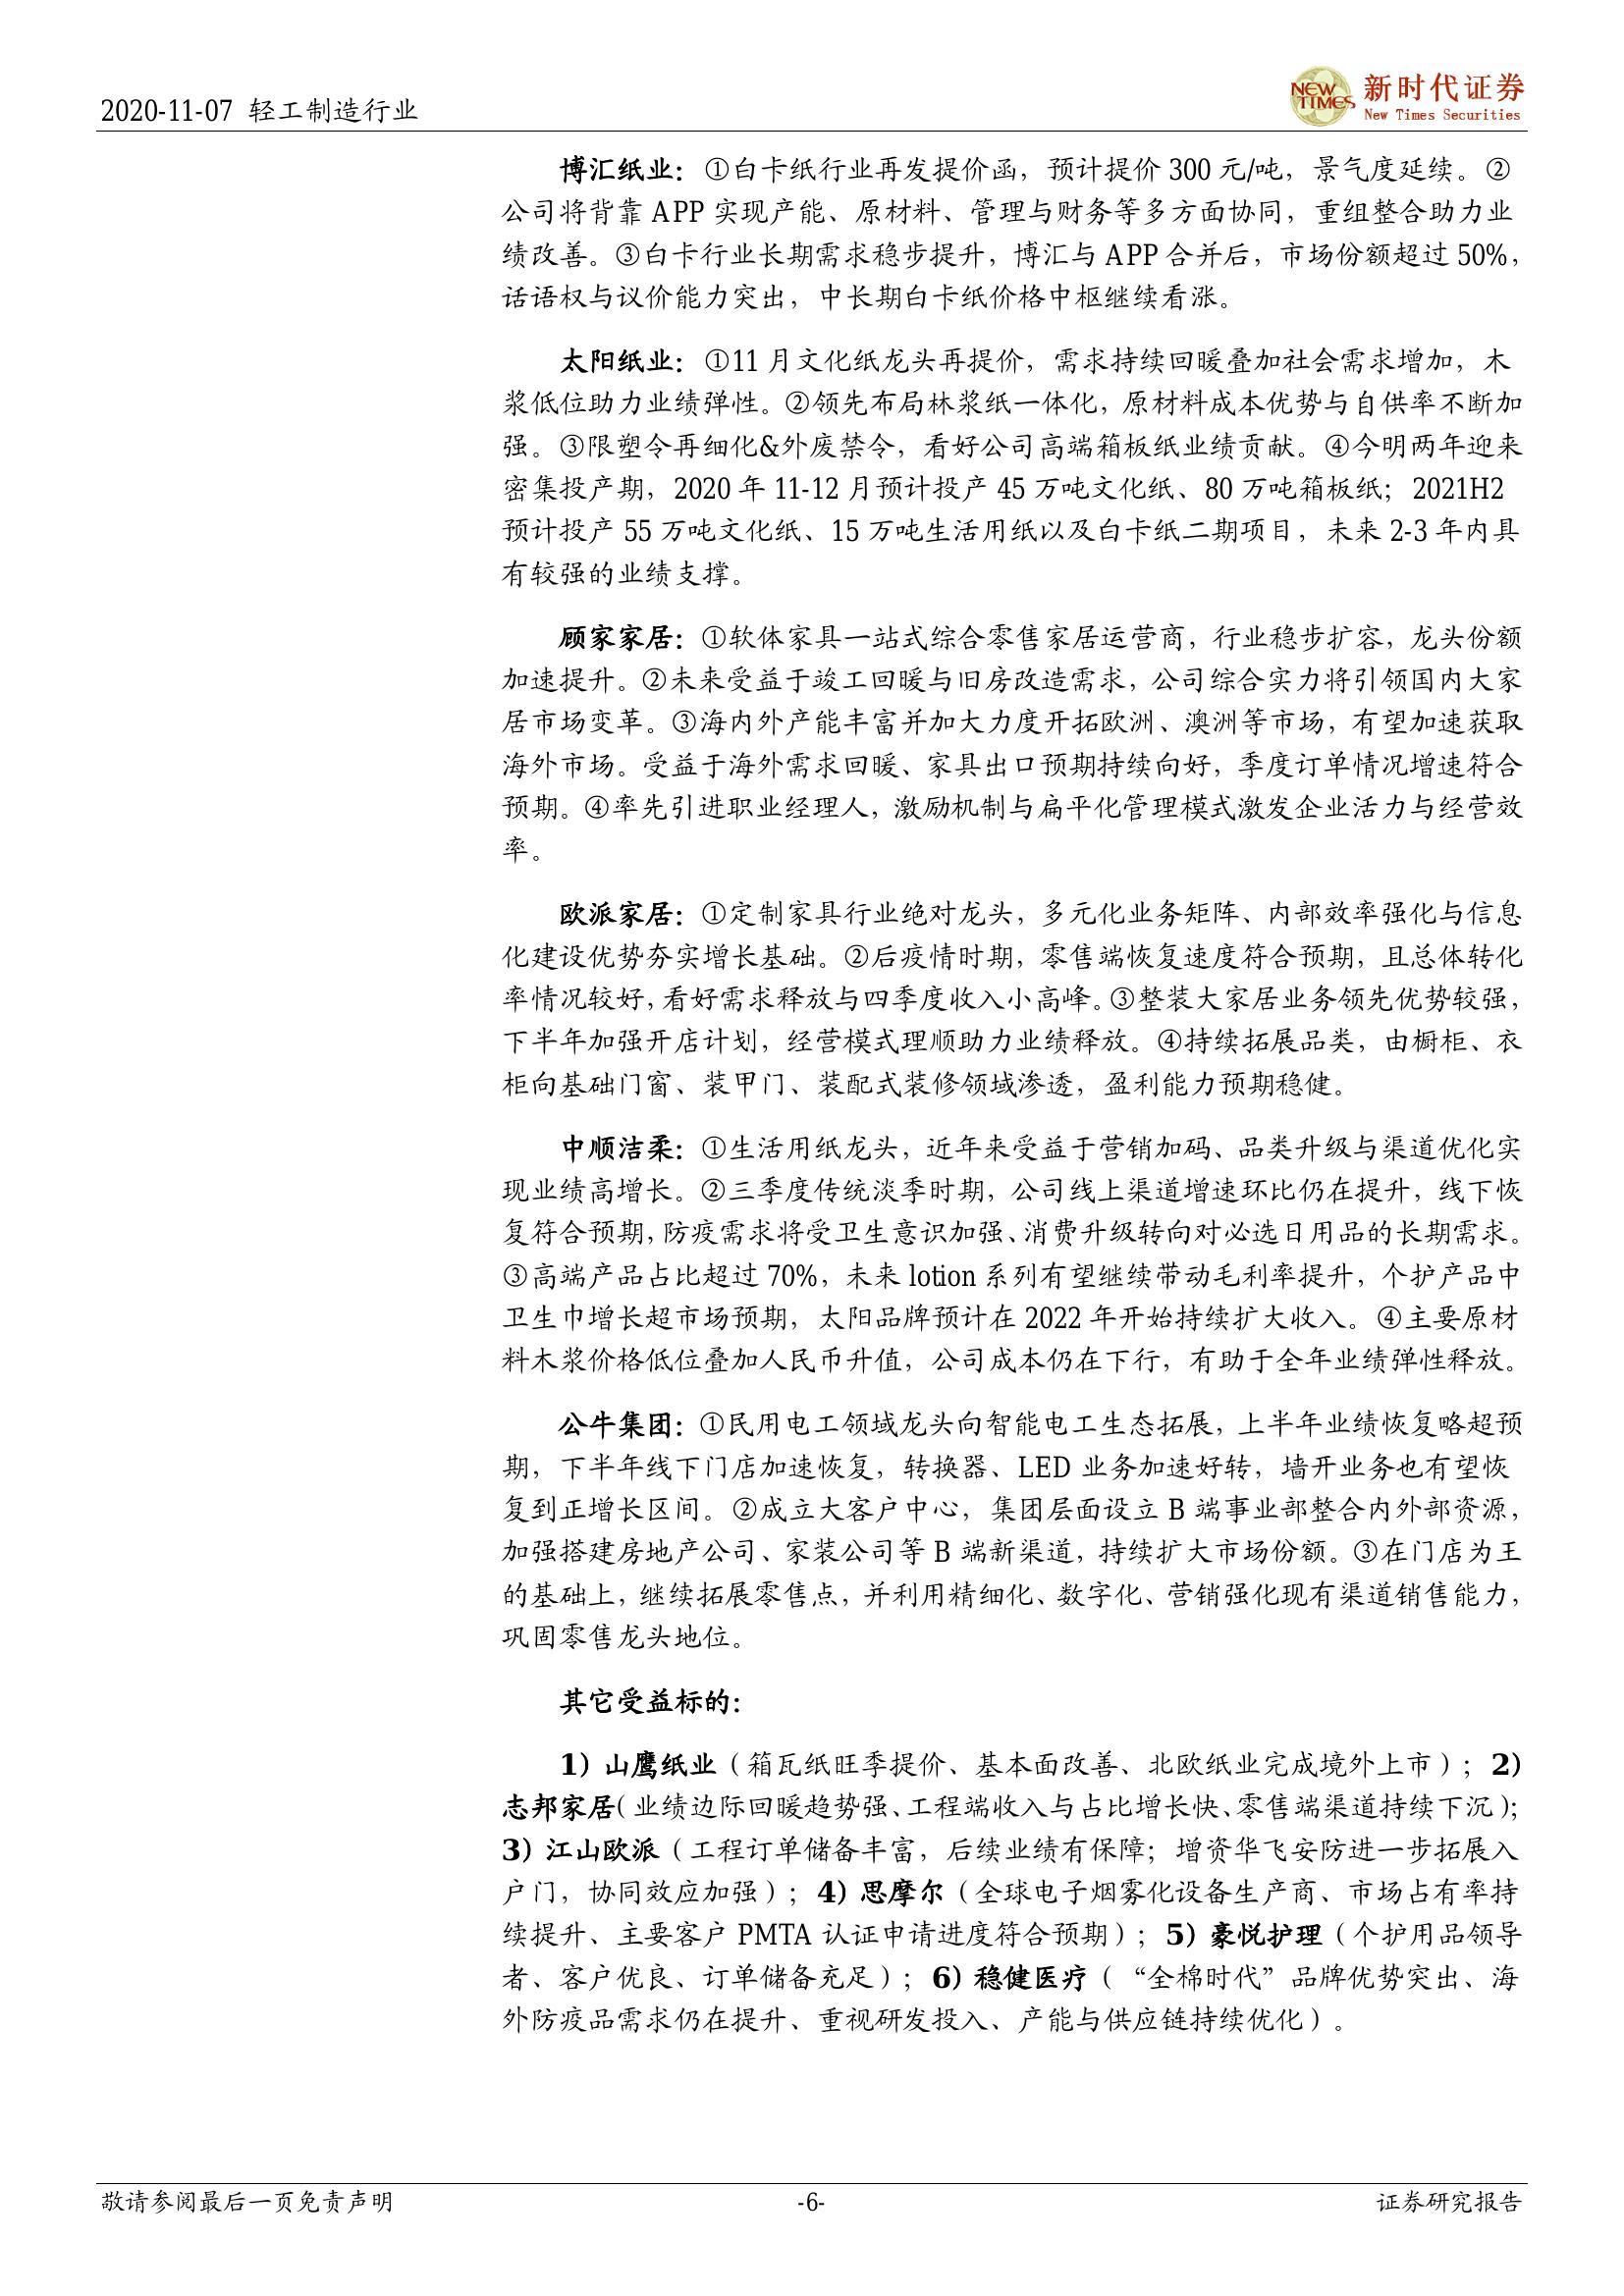 2020-11-07 轻工制造行业
NEW TIMES
新时代证券
New Times Securities
博汇纸业：①白卡纸行业再发提价函，预计提价 300 元/吨，景气度延续。②
公司将背靠 APP 实现产能、原材料、管理与财务等多方面协同，重组整合助力业
绩改善。③白卡行业长期需求稳步提升，博汇与 APP 合并后，市场份额超过 50%，
话语权与议价能力突出，中长期白卡纸价格中枢继续看涨。
太阳纸业：①11 月文化纸龙头再提价，需求持续回暖叠加社会需求增加，木
浆低位助力业绩弹性。②领先布局林浆纸一体化，原材料成本优势与自供率不断加
强。③限塑令再细化&外废禁令，看好公司高端箱板纸业绩贡献。④今明两年迎来
密集投产期，2020 年 11-12 月预计投产 45 万吨文化纸、80 万吨箱板纸；2021H2
预计投产 55 万吨文化纸、15 万吨生活用纸以及白卡纸二期项目，未来 2-3 年内具
有较强的业绩支撑。
顾家家居：①软体家具一站式综合零售家居运营商，行业稳步扩容，龙头份额
加速提升。②未来受益于竣工回暖与旧房改造需求，公司综合实力将引领国内大家
居市场变革。③海内外产能丰富并加大力度开拓欧洲、澳洲等市场，有望加速获取
海外市场。受益于海外需求回暖、家具出口预期持续向好，季度订单情况增速符合
预期。④率先引进职业经理人，激励机制与扁平化管理模式激发企业活力与经营效
率。
欧派家居：①定制家具行业绝对龙头，多元化业务矩阵、内部效率强化与信息
化建设优势夯实增长基础。②后疫情时期，零售端恢复速度符合预期，且总体转化
率情况较好，看好需求释放与四季度收入小高峰。③整装大家居业务领先优势较强，
下半年加强开店计划，经营模式理顺助力业绩释放。④持续拓展品类，由橱柜、衣
柜向基础门窗、装甲门、装配式装修领域渗透，盈利能力预期稳健。
中顺洁柔：①生活用纸龙头，近年来受益于营销加码、品类升级与渠道优化实
现业绩高增长。②三季度传统淡季时期，公司线上渠道增速环比仍在提升，线下恢
复符合预期，防疫需求将受卫生意识加强、消费升级转向对必选日用品的长期需求。
③高端产品占比超过 70%，未来 lotion 系列有望继续带动毛利率提升，个护产品中
卫生巾增长超市场预期，太阳品牌预计在 2022 年开始持续扩大收入。④主要原材
料木浆价格低位叠加人民币升值，公司成本仍在下行，有助于全年业绩弹性释放。
公牛集团：①民用电工领域龙头向智能电工生态拓展，上半年业绩恢复略超预
期，下半年线下门店加速恢复，转换器、LED 业务加速好转，墙开业务也有望恢
复到正增长区间。②成立大客户中心，集团层面设立 B 端事业部整合内外部资源，
加强搭建房地产公司、家装公司等 B 端新渠道，持续扩大市场份额。③在门店为王
的基础上，继续拓展零售点，并利用精细化、数字化、营销强化现有渠道销售能力，
巩固零售龙头地位。
其它受益标的：
1）山鹰纸业（箱瓦纸旺季提价、基本面改善、北欧纸业完成境外上市）；2）
志邦家居（业绩边际回暖趋势强、工程端收入与占比增长快、零售端渠道持续下沉）；
3）江山欧派（工程订单储备丰富，后续业绩有保障；增资华飞安防进一步拓展入
户门，协同效应加强）；4）思摩尔（全球电子烟雾化设备生产商、市场占有率持
续提升、主要客户 PMTA 认证申请进度符合预期）；5）豪悦护理（个护用品领导
者、客户优良、订单储备充足）；6）稳健医疗（“全棉时代”品牌优势突出、海
外防疫品需求仍在提升、重视研发投入、产能与供应链持续优化）。
敬请参阅最后一页免责声明
-6-
证券研究报告